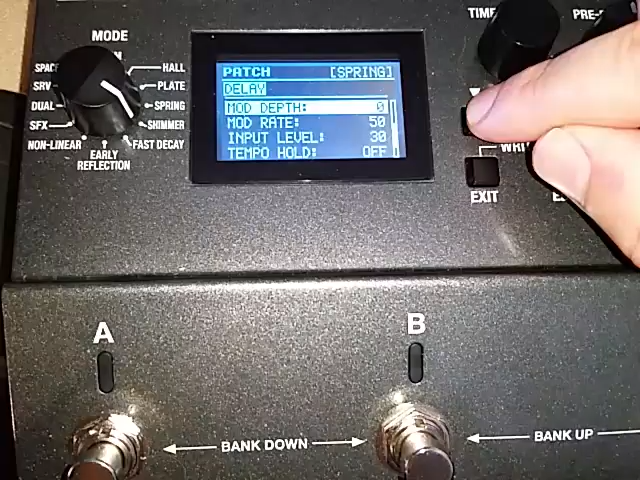 TIME
PRE-
MODE
HALL
PLATE
SPRING
SHIMMER
FAST DECAY
EARLY
REFLECTION
NON-LINEAR
SFX
DUAL
SRV
SPACE
PATCH [SPRING]
DELAY
MOD DEPTH: 0
MOD RATE: 50
INPUT LEVEL: 30
TEMPO HOLD: OFF
WRI
EXIT
A
B
BANK DOWN
BANK UP